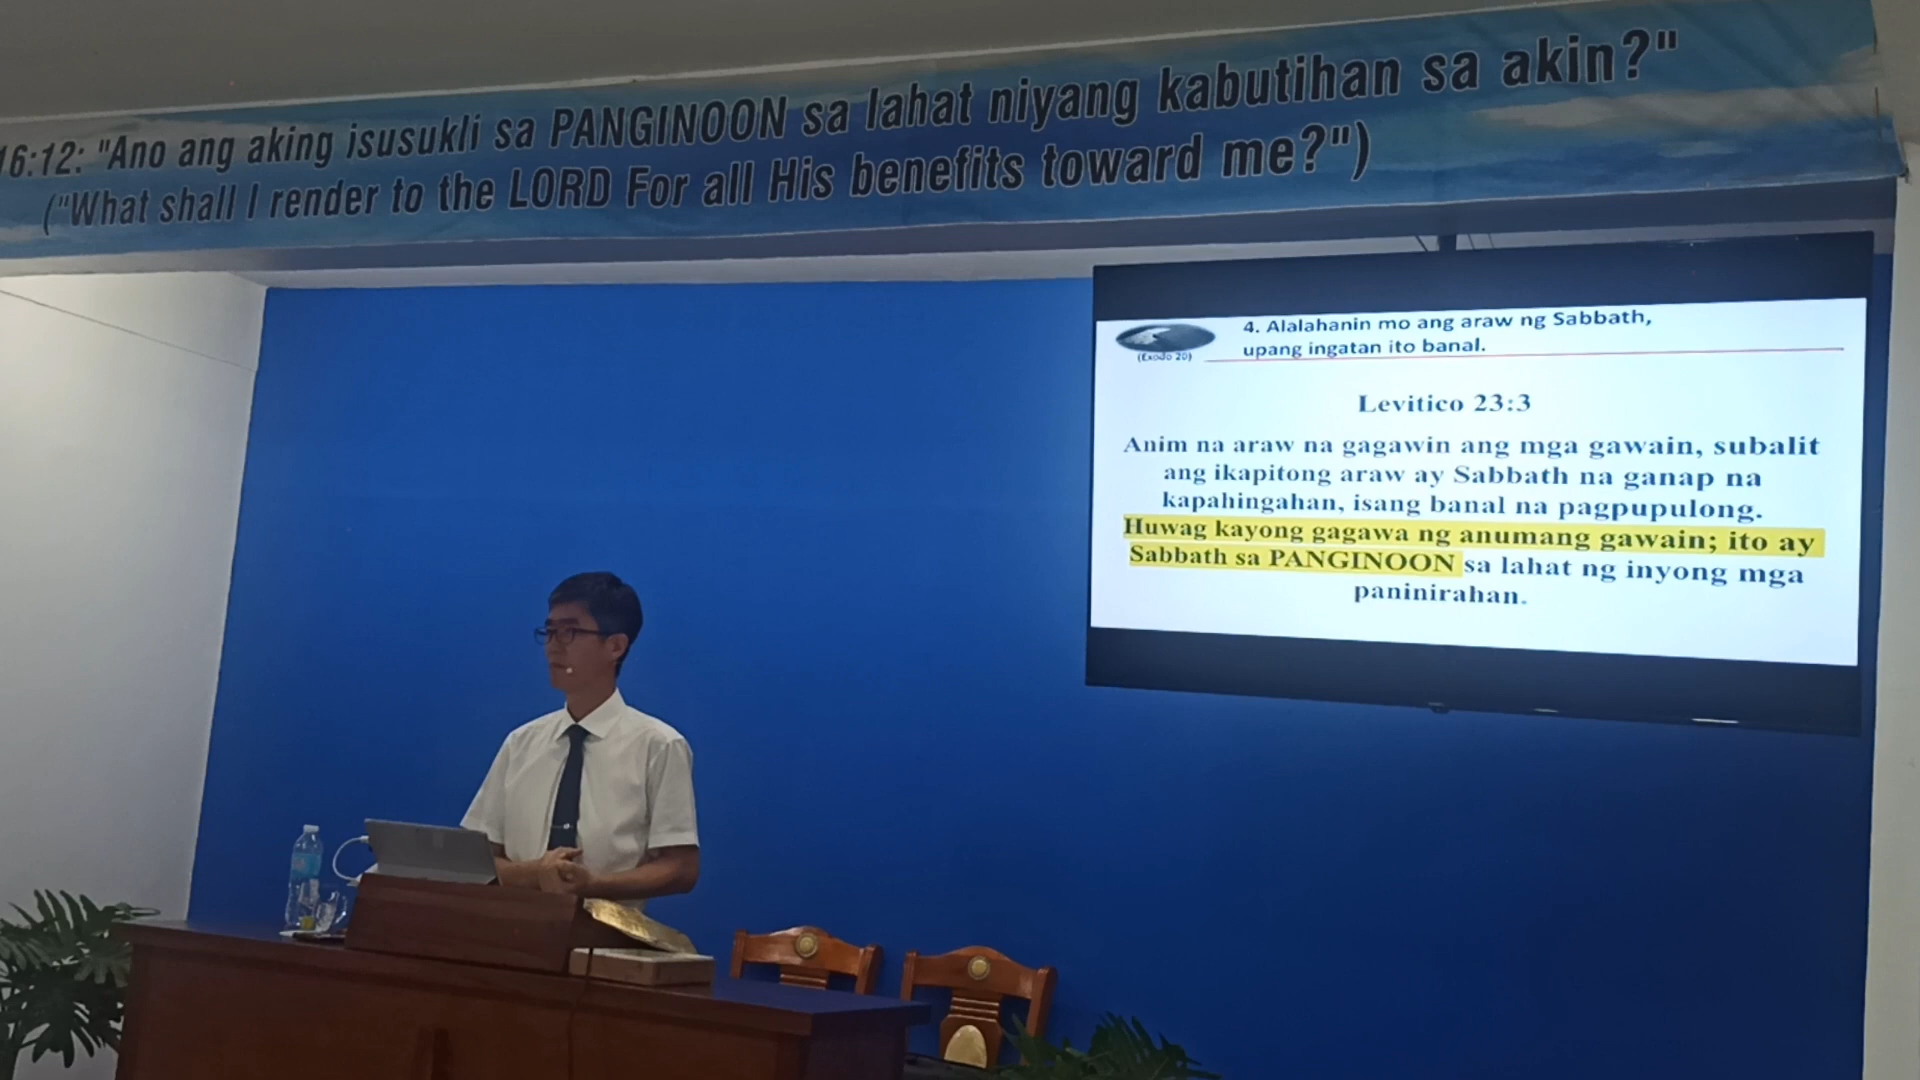 16:12: "Ano ang aking isusukli sa PANGINOON sa lahat niyang kabutihan sa akin?"
("What shall I render to the LORD For all His benefits toward me?")
4. Alalahanin mo ang araw ng Sabbath,
upang ingatan ito banal.
(Exodo 20)
Levitico 23:3
Anim na araw na gagawin ang mga gawain, subalit
ang ikapitong araw ay Sabbath na ganap na
kapahingahan, isang banal na pagpupulong.
Huwag kayong gagawa ng anumang gawain; ito ay
Sabbath sa PANGINOON sa lahat ng inyong mga
paninirahan.